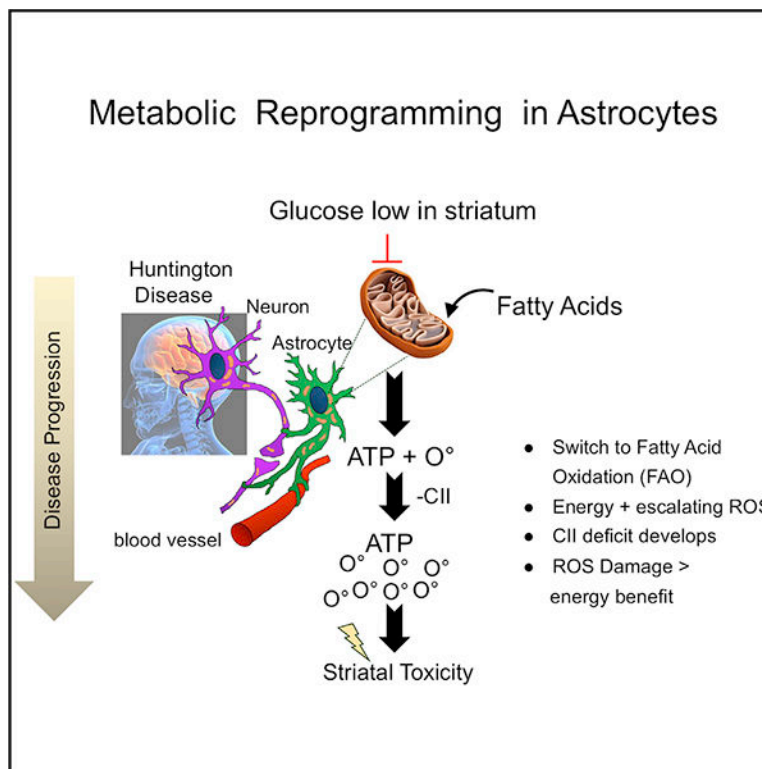 Metabolic Reprogramming in Astrocytes
Glucose low in striatum
Huntington
Disease
Neuron
Astrocyte
Fatty Acids
Disease Progression
blood vessel
ATP + O°
-CII
ATP
O° O° O°
O° O° O° O°
Striatal Toxicity
● Switch to Fatty Acid
Oxidation (FAO)
● Energy + escalating ROS
● CII deficit develops
● ROS Damage >
energy benefit